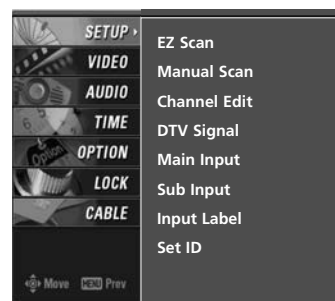 SETUP
VIDEO
AUDIO
TIME
OPTION
LOCK
CABLE
Move MENU Prev
EZ Scan
Manual Scan
Channel Edit
DTV Signal
Main Input
Sub Input
Input Label
Set ID